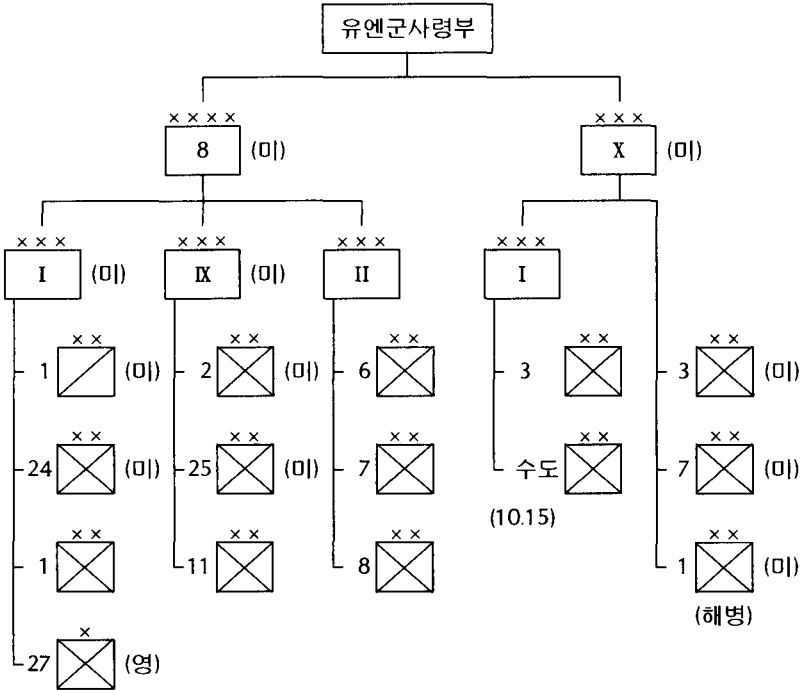 유엔군사령부
× × × ×
× × ×
8 (미)
X (미)
× × ×
× × ×
× × ×
× × ×
I (미)
IX (미)
II
I
× ×
× ×
× ×
× ×
× ×
1 (미)
2 (미)
6
3
3 (미)
× ×
× ×
× ×
× ×
× ×
24 (미)
25 (미)
7
수도
7 (미)
(10.15)
× ×
× ×
× ×
× ×
1
11
8
1 (미)
(해병)
×
27 (영)